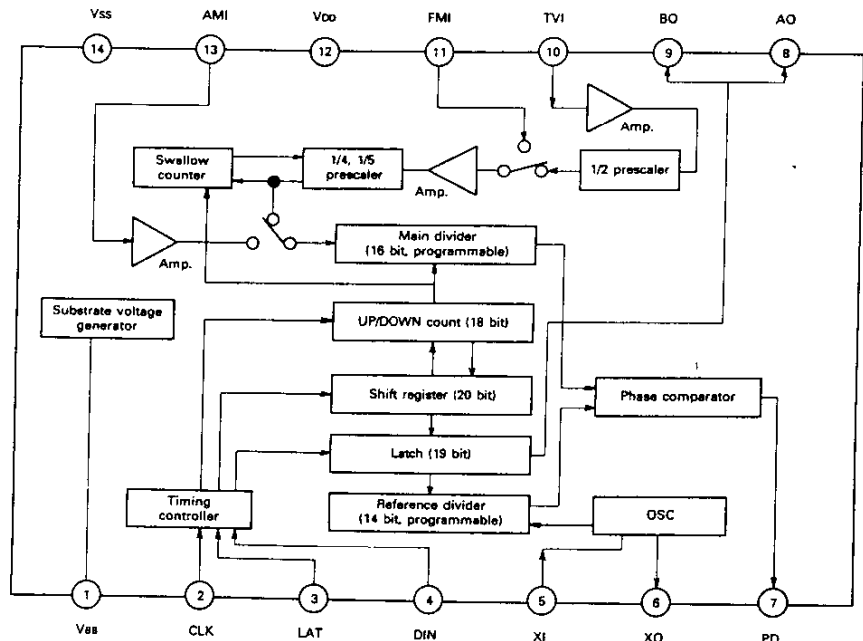 VSS AMI VDD FMI TVI BO AO
14 13 12 11 10 9 8
Amp.
Swallow
counter
1/4, 1/5
prescaler
Amp.
1/2 prescaler
Amp.
Main divider
(16 bit, programmable)
Substrate voltage
generator
UP/DOWN count (18 bit)
Shift register (20 bit)
Phase comparator
Latch (19 bit)
Timing
controller
Reference divider
(14 bit, programmable)
OSC
1 2 3 4 5 6 7
VBB CLK LAT DIN XI XO PD